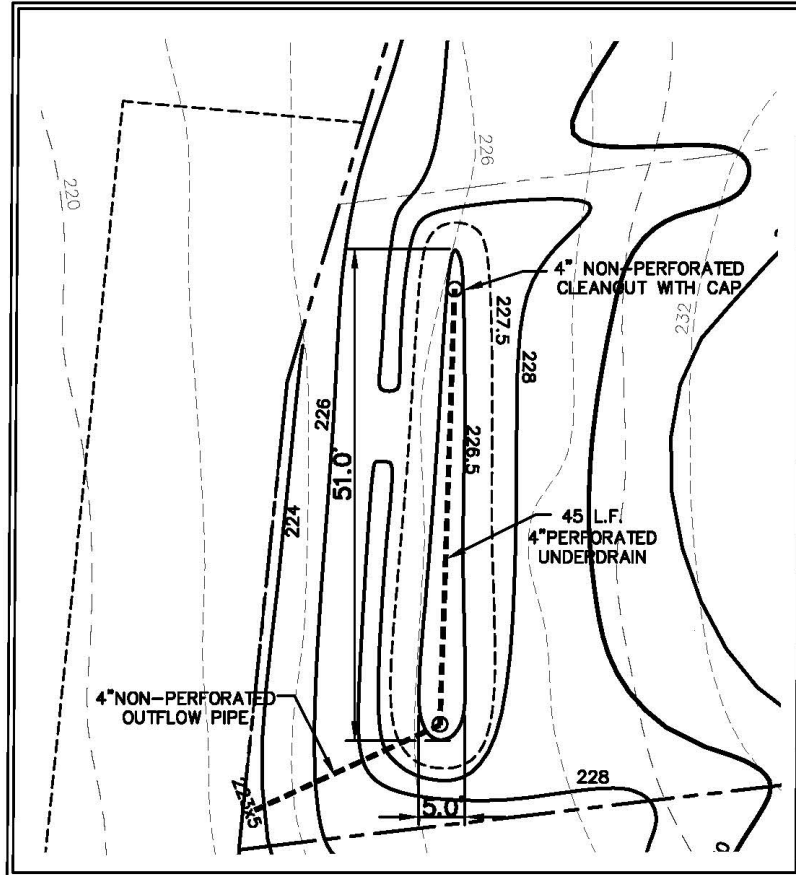 226
220
4" NON-PERFORATED
CLEANOUT WITH CAP
227.5
232
228
226
226.5
51.0'
224
45 L.F.
4"PERFORATED
UNDERDRAIN
4"NON-PERFORATED
OUTFLOW PIPE
223x5
228
5.0'